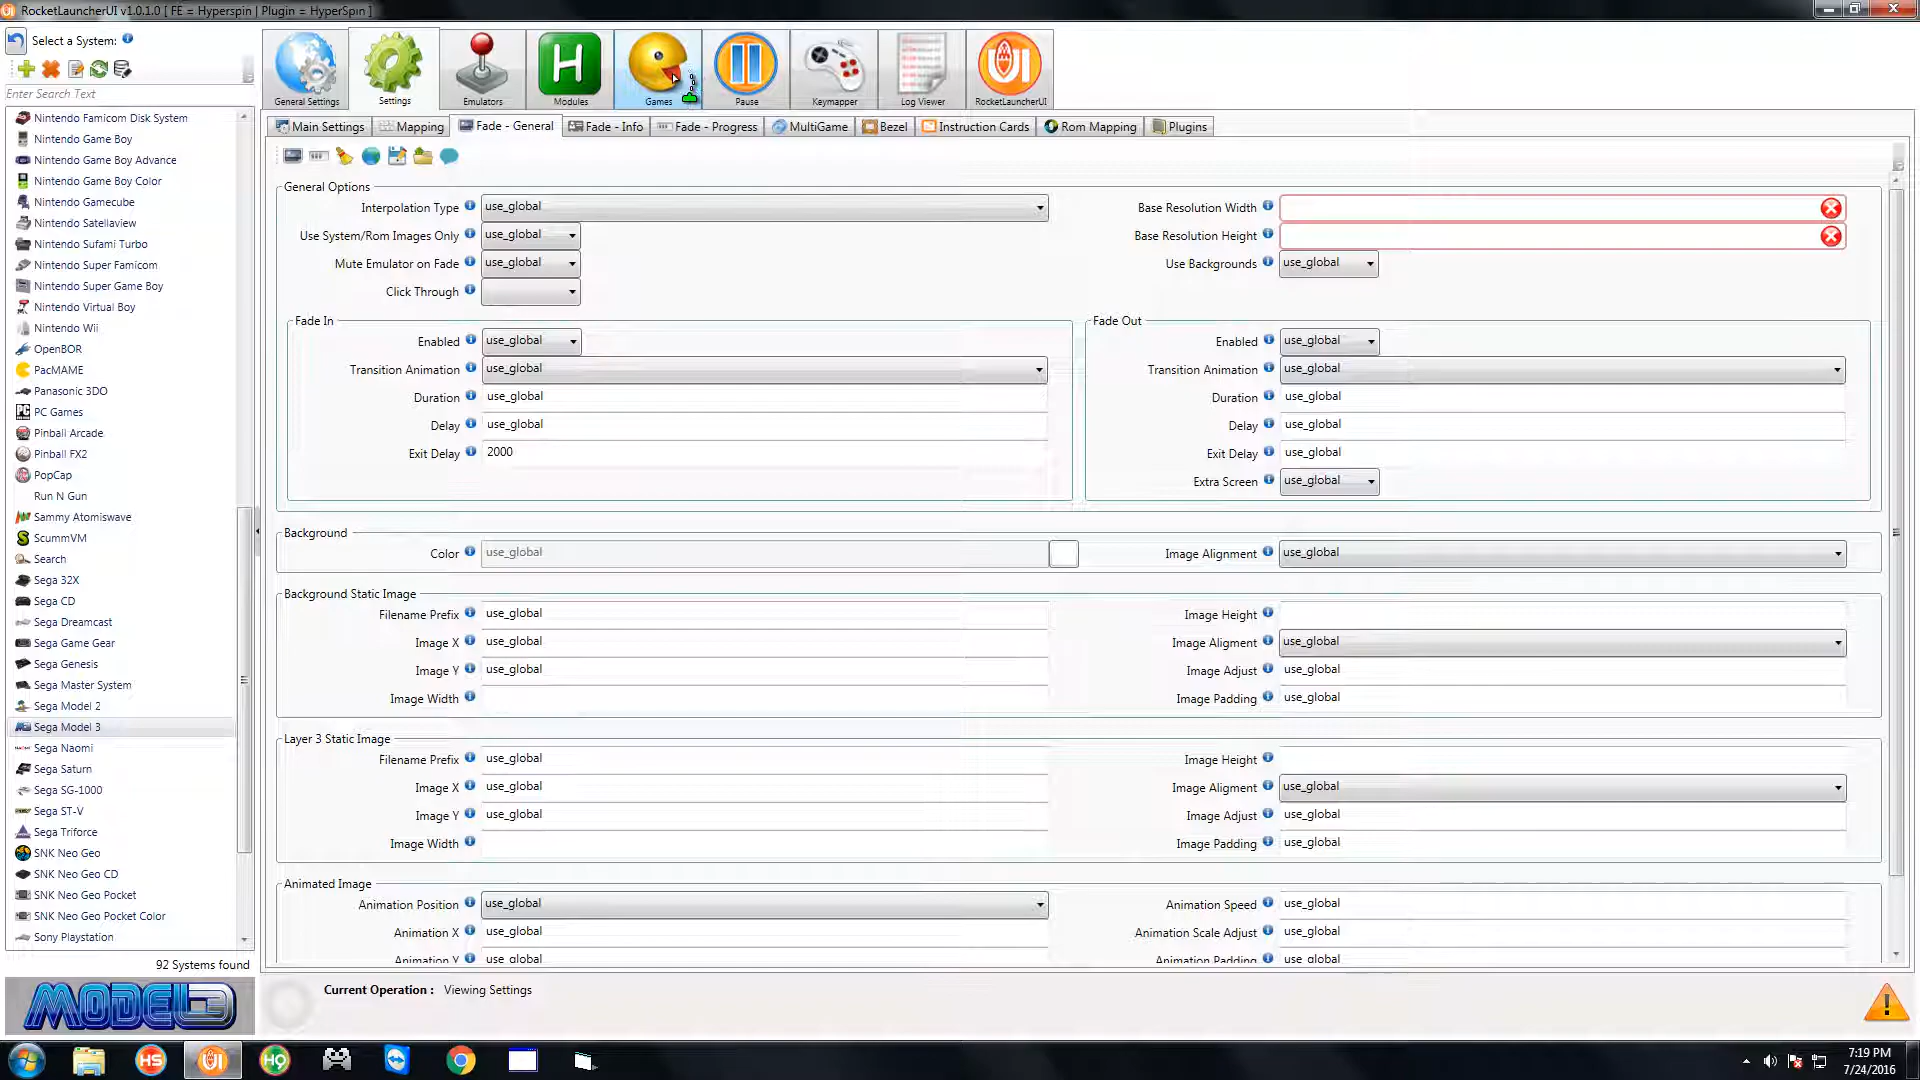 RocketLauncherUI v1.0.1.0 [ FE = Hyperspin | Plugin = HyperSpin ]
Select a System:
Enter Search Text
Nintendo Famicom Disk System
Nintendo Game Boy
Nintendo Game Boy Advance
Nintendo Game Boy Color
Nintendo Gamecube
Nintendo Satellaview
Nintendo Sufami Turbo
Nintendo Super Famicom
Nintendo Super Game Boy
Nintendo Virtual Boy
Nintendo Wii
OpenBOR
PacMAME
Panasonic 3DO
PC Games
Pinball Arcade
Pinball FX2
PopCap
Run N Gun
Sammy Atomiswave
ScummVM
Search
Sega 32X
Sega CD
Sega Dreamcast
Sega Game Gear
Sega Genesis
Sega Master System
Sega Model 2
Sega Model 3
Sega Naomi
Sega Saturn
Sega SG-1000
Sega ST-V
Sega Triforce
SNK Neo Geo
SNK Neo Geo CD
SNK Neo Geo Pocket
SNK Neo Geo Pocket Color
Sony Playstation
92 Systems found
MODEL3
General Settings Settings Emulators Modules Games Pause Keymapper Log Viewer RocketLauncherUI
Main Settings Mapping Fade - General Fade - Info Fade - Progress MultiGame Bezel Instruction Cards Rom Mapping Plugins
General Options
Interpolation Type use_global Base Resolution Width
Use System/Rom Images Only use_global Base Resolution Height
Mute Emulator on Fade use_global Use Backgrounds use_global
Click Through
Fade In Fade Out
Enabled use_global Enabled use_global
Transition Animation use_global Transition Animation use_global
Duration use_global Duration use_global
Delay use_global Delay use_global
Exit Delay 2000 Exit Delay use_global
Extra Screen use_global
Background
Color use_global Image Alignment use_global
Background Static Image
Filename Prefix use_global Image Height
Image X use_global Image Aligment use_global
Image Y use_global Image Adjust use_global
Image Width Image Padding use_global
Layer 3 Static Image
Filename Prefix use_global Image Height
Image X use_global Image Aligment use_global
Image Y use_global Image Adjust use_global
Image Width Image Padding use_global
Animated Image
Animation Position use_global Animation Speed use_global
Animation X use_global Animation Scale Adjust use_global
Animation Y use_global Animation Padding use_global
Current Operation : Viewing Settings
HS UI HQ
7:19 PM
7/24/2016